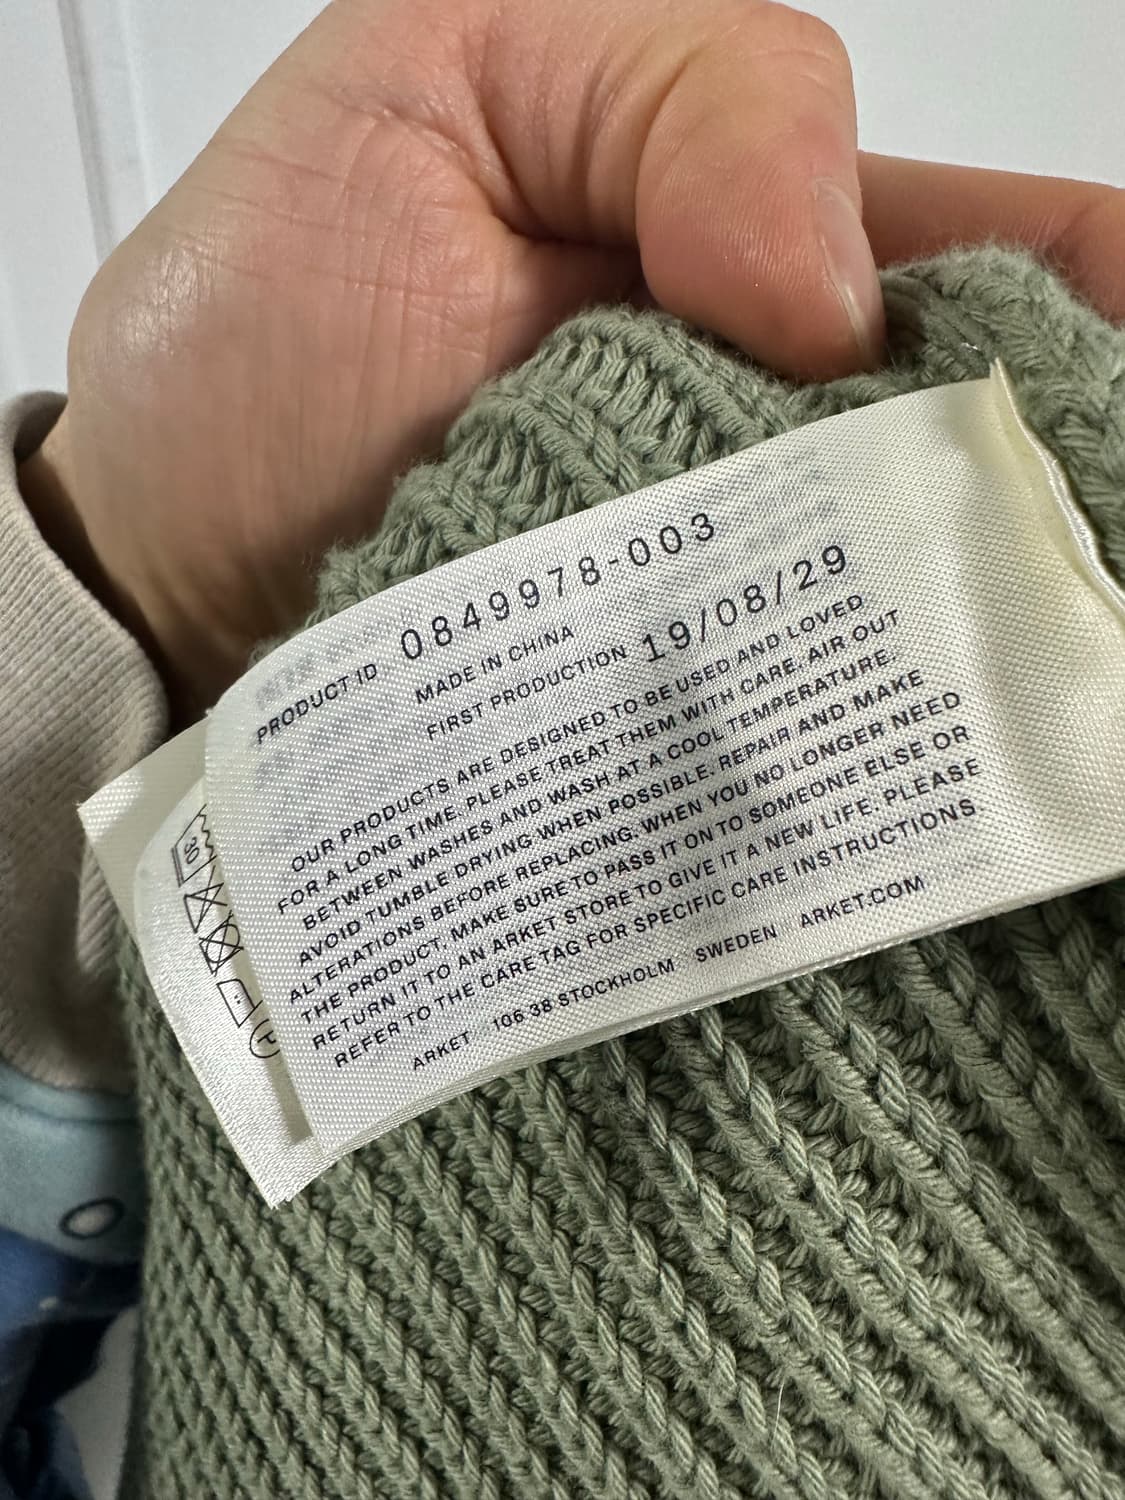 PRODUCT ID 0849978-003
MADE IN CHINA
FIRST PRODUCTION 19/08/29
OUR PRODUCTS ARE DESIGNED TO BE USED AND LOVED
FOR A LONG TIME. PLEASE TREAT THEM WITH CARE. AIR OUT
BETWEEN WASHES AND WASH AT A COOL TEMPERATURE.
AVOID TUMBLE DRYING WHEN POSSIBLE. REPAIR AND MAKE
ALTERATIONS BEFORE REPLACING. WHEN YOU NO LONGER NEED
THE PRODUCT, MAKE SURE TO PASS IT ON TO SOMEONE ELSE OR
RETURN IT TO AN ARKET STORE TO GIVE IT A NEW LIFE. PLEASE
REFER TO THE CARE TAG FOR SPECIFIC CARE INSTRUCTIONS.
ARKET 106 38 STOCKHOLM SWEDEN ARKET.COM
30
P